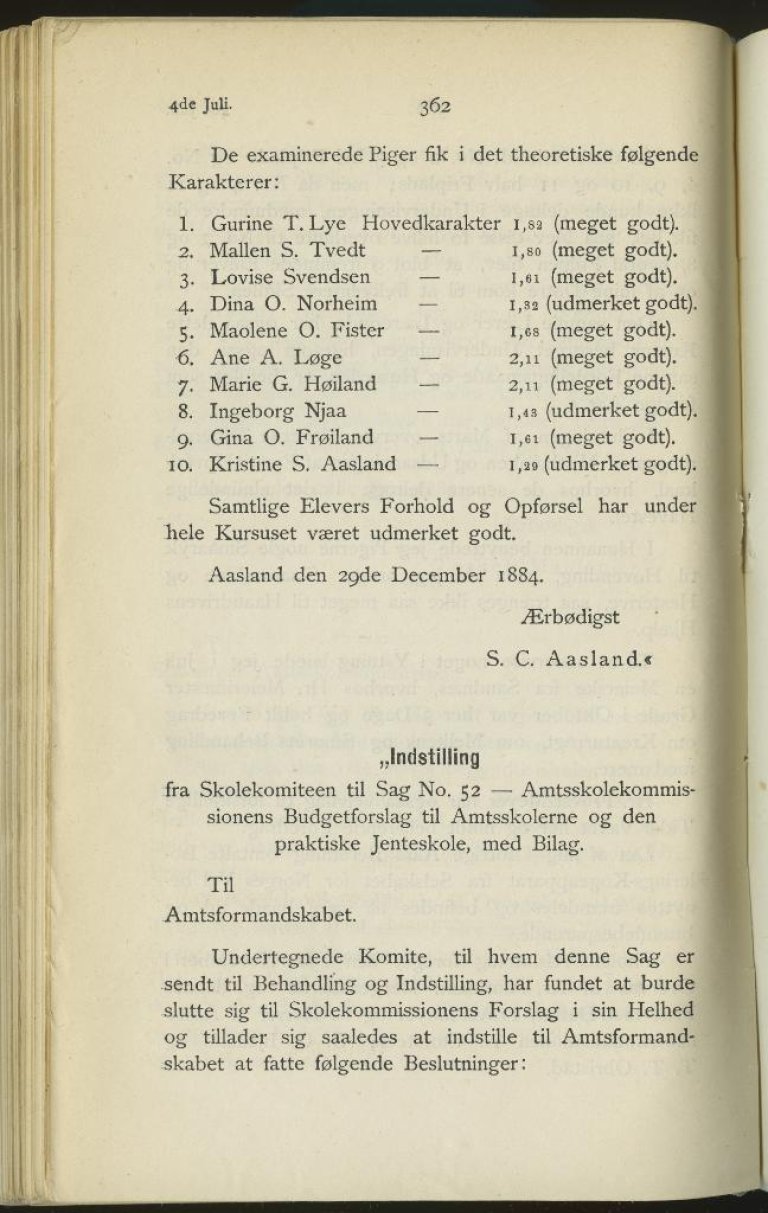 4de Juli. 362
De examinerede Piger fik i det theoretiske følgende
Karakterer:
1. Gurine T. Lye Hovedkarakter 1,82 (meget godt).
2. Mallen S. Tvedt — 1,80 (meget godt).
3. Lovise Svendsen — 1,61 (meget godt).
4. Dina O. Norheim — 1,32 (udmerket godt).
5. Maolene O. Fister — 1,68 (meget godt).
6. Ane A. Løge — 2,11 (meget godt).
7. Marie G. Høiland — 2,11 (meget godt).
8. Ingeborg Njaa — 1,43 (udmerket godt).
9. Gina O. Frøiland — 1,61 (meget godt).
10. Kristine S. Aasland — 1,29 (udmerket godt).
Samtlige Elevers Forhold og Opførsel har under
hele Kursuset været udmerket godt.
Aasland den 29de December 1884.
Ærbødigst
S. C. Aasland.«
„Indstilling
fra Skolekomiteen til Sag No. 52 — Amtsskolekommis-
sionens Budgetforslag til Amtsskolerne og den
praktiske Jenteskole, med Bilag.
Til
Amtsformandskabet.
Undertegnede Komite, til hvem denne Sag er
sendt til Behandling og Indstilling, har fundet at burde
slutte sig til Skolekommissionens Forslag i sin Helhed
og tillader sig saaledes at indstille til Amtsformand-
skabet at fatte følgende Beslutninger: